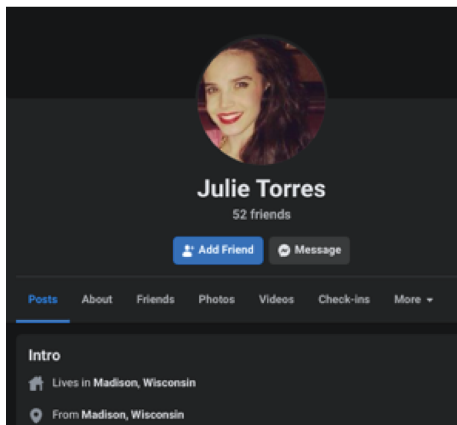 Julie Torres
52 friends
Add Friend Message
Posts About Friends Photos Videos Check-ins More
Intro
Lives in Madison, Wisconsin
From Madison, Wisconsin